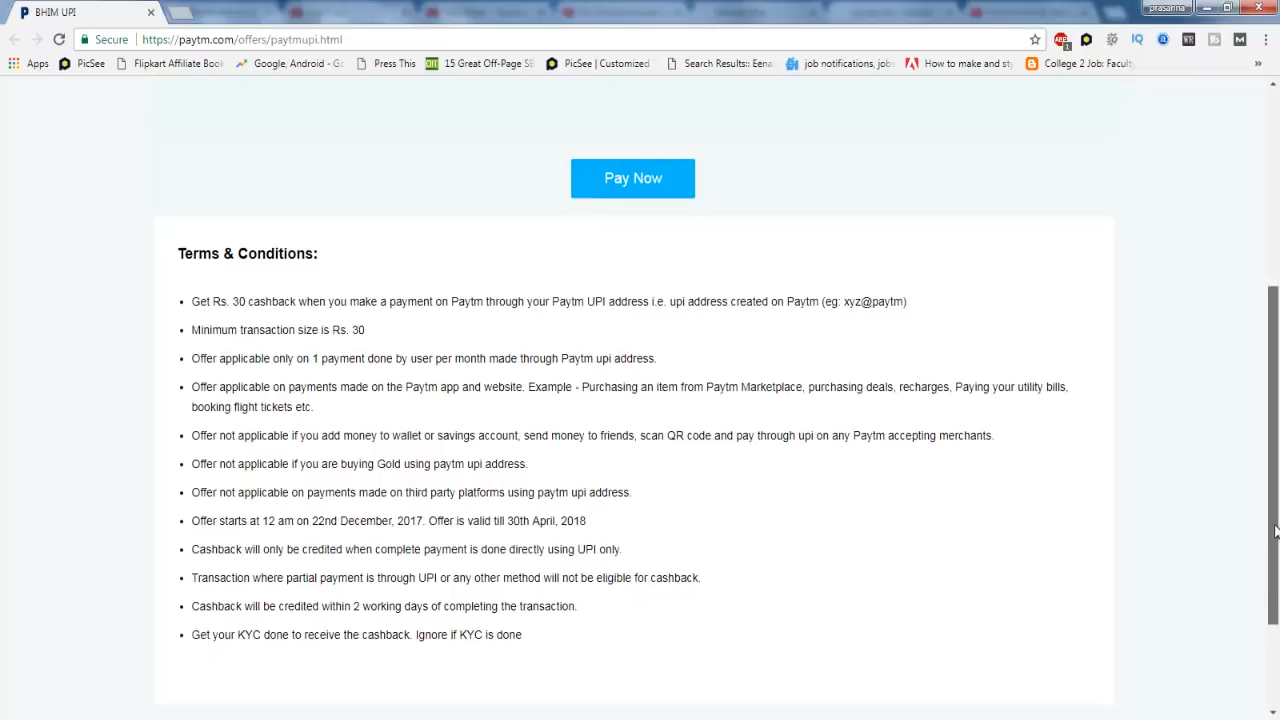 BHIM UPI
prasanna
Secure
https://paytm.com/offers/paytmupi.html
Apps
PicSee
Flipkart Affiliate Boo
Google, Android - G
Press This
15 Great Off-Page SE
PicSee | Customized
Search Results:: Eena
job notifications, jobs
How to make and sty
College 2 Job: Facult
»
Pay Now
Terms & Conditions:
• Get Rs. 30 cashback when you make a payment on Paytm through your Paytm UPI address i.e. upi address created on Paytm (eg: xyz@paytm)
• Minimum transaction size is Rs. 30
• Offer applicable only on 1 payment done by user per month made through Paytm upi address.
• Offer applicable on payments made on the Paytm app and website. Example - Purchasing an item from Paytm Marketplace, purchasing deals, recharges, Paying your utility bills,
booking flight tickets etc.
• Offer not applicable if you add money to wallet or savings account, send money to friends, scan QR code and pay through upi on any Paytm accepting merchants.
• Offer not applicable if you are buying Gold using paytm upi address.
• Offer not applicable on payments made on third party platforms using paytm upi address.
• Offer starts at 12 am on 22nd December, 2017. Offer is valid till 30th April, 2018
• Cashback will only be credited when complete payment is done directly using UPI only.
• Transaction where partial payment is through UPI or any other method will not be eligible for cashback.
• Cashback will be credited within 2 working days of completing the transaction.
• Get your KYC done to receive the cashback. Ignore if KYC is done